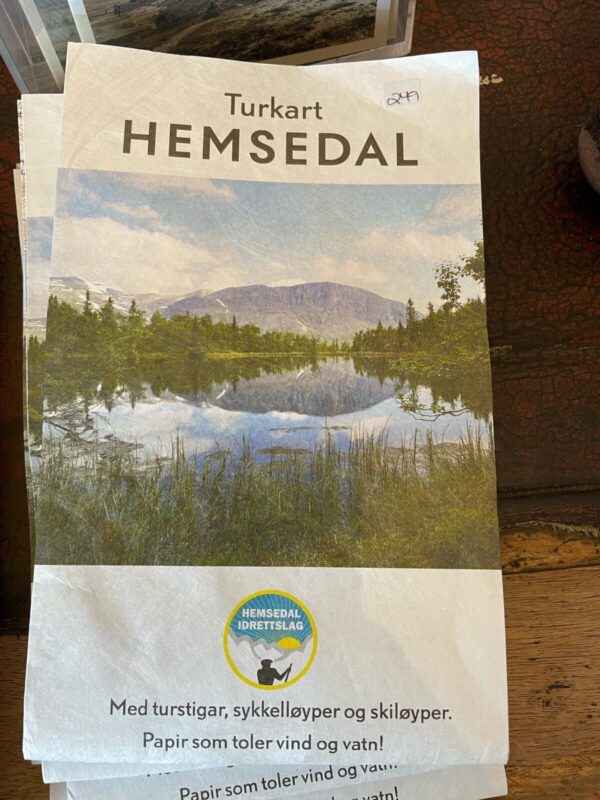 Turkart
HEMSEDAL
249
HEMSEDAL
IDRETTSLAG
Med turstigar, sykkelløyper og skiløyper.
Papir som toler vind og vatn!
Papir som toler vind og vatn!